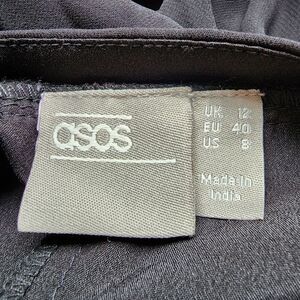 asos
UK 12
EU 40
US 8
Made in
India